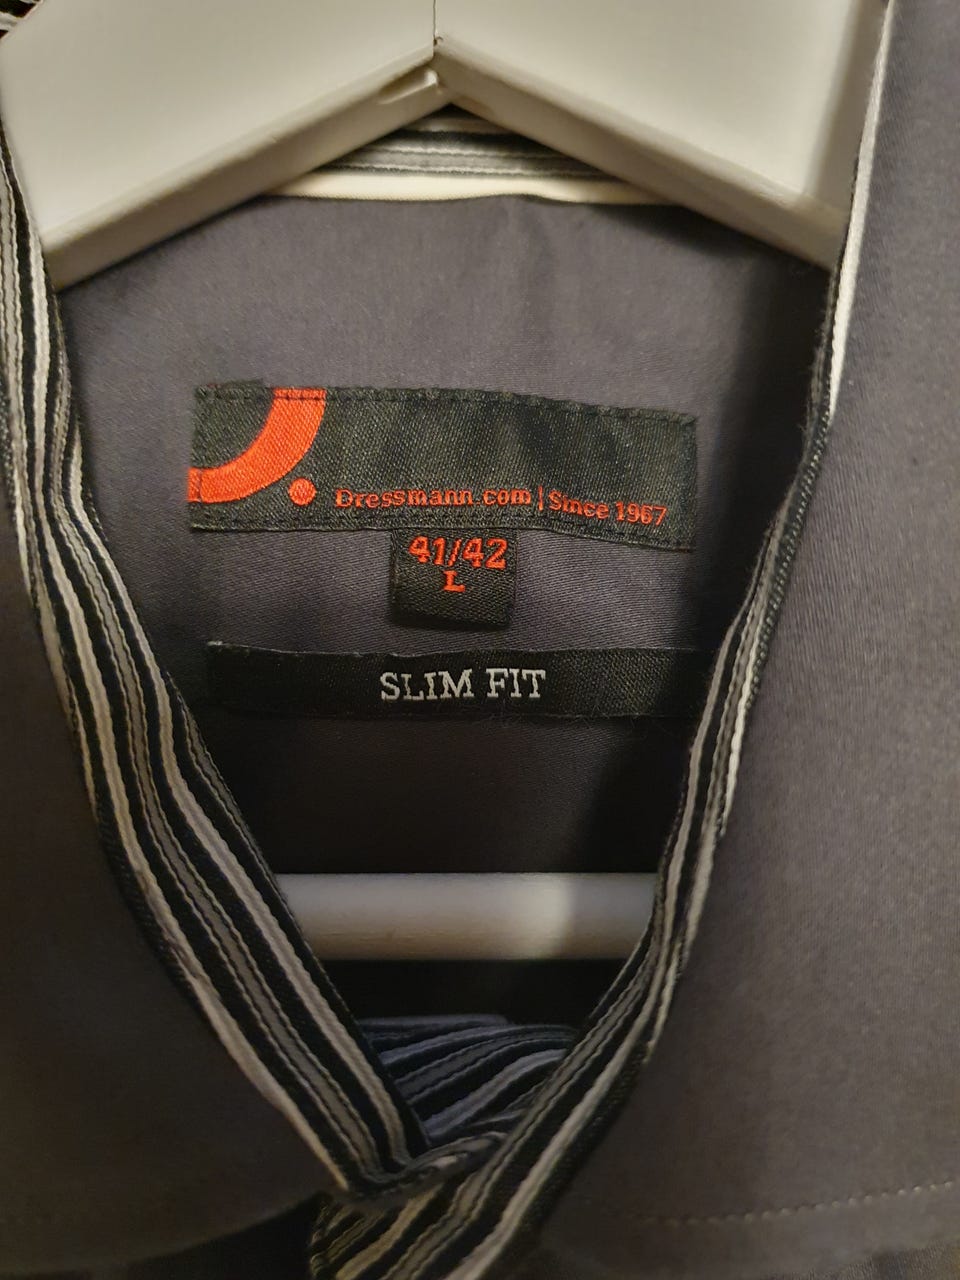 Dressmann.com | Since 1967
41/42
L
SLIM FIT